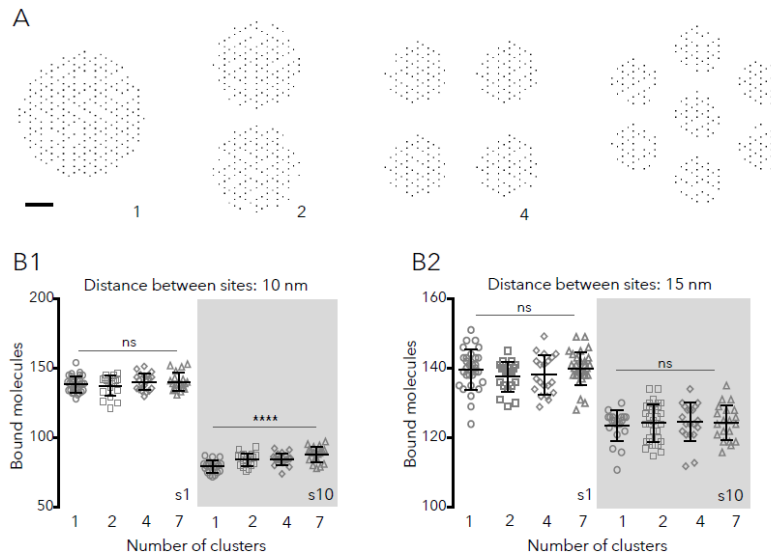 A
1
2
4
B1
Distance between sites: 10 nm
200
150
100
50
Bound molecules
ns
****
s1
s10
1 2 4 7 1 2 4 7
Number of clusters
B2
Distance between sites: 15 nm
160
140
120
100
Bound molecules
ns
ns
s1
s10
1 2 4 7 1 2 4 7
Number of clusters